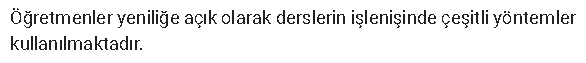 Öğretmenler yeniliğe açık olarak derslerin işlenişinde çeşitli yöntemler
kullanılmaktadır.